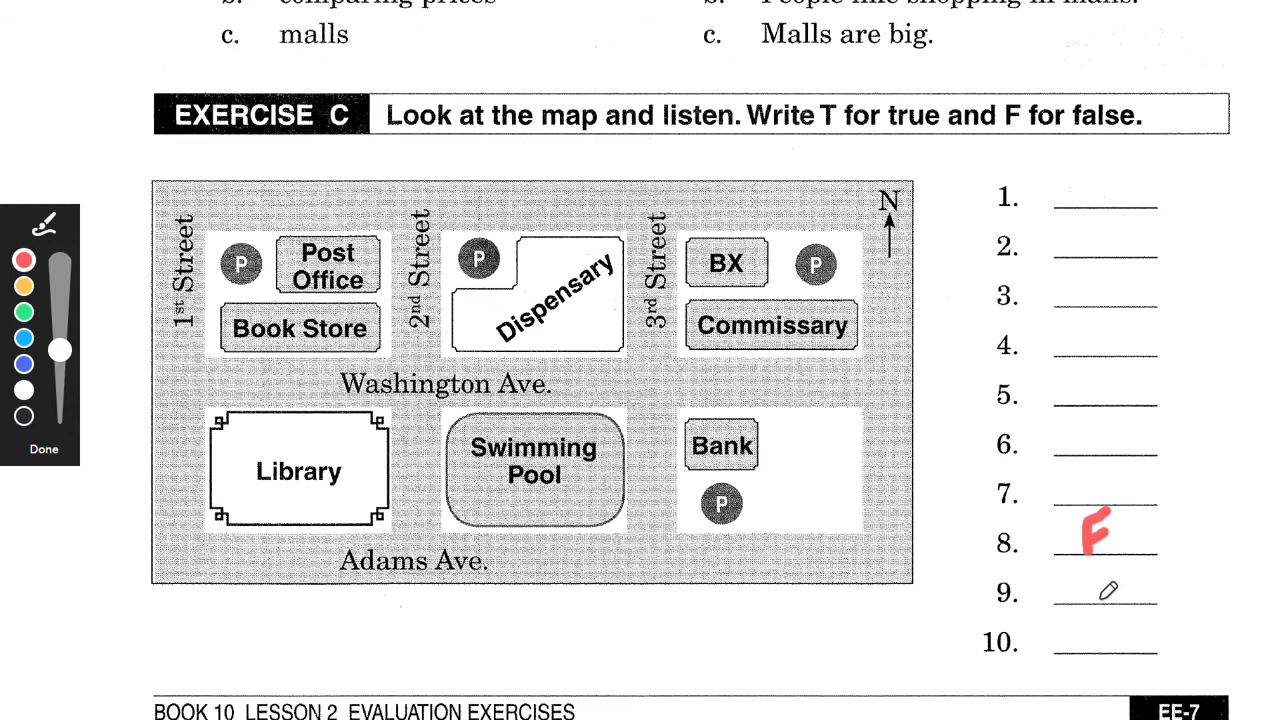 c. malls
c. Malls are big.
EXERCISE C Look at the map and listen. Write T for true and F for false.
N
1st Street
P
Post
Office
Book Store
2nd Street
P
Dispensary
3rd Street
BX
P
Commissary
Washington Ave.
Library
Swimming
Pool
Bank
P
Adams Ave.
1.
2.
3.
4.
5.
6.
7.
8. F
9.
10.
Done
BOOK 10 LESSON 2 EVALUATION EXERCISES
EE-7